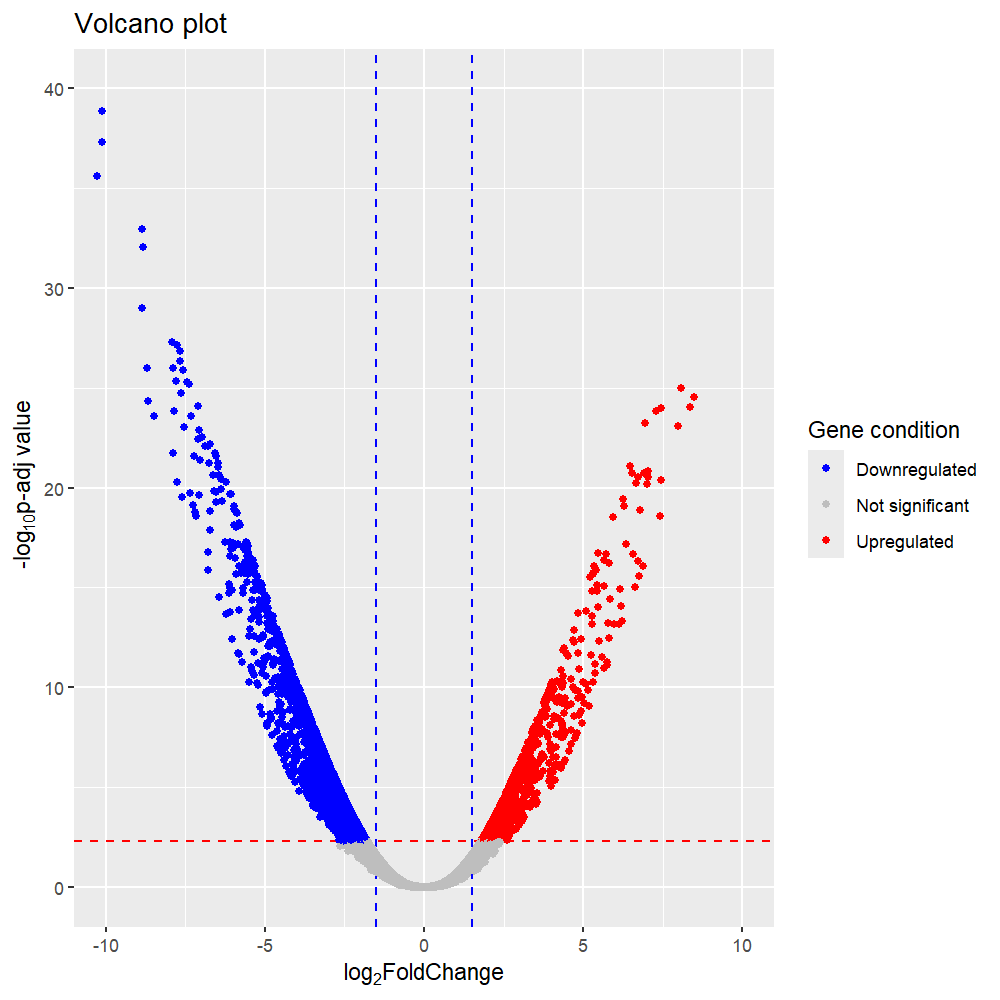 Volcano plot
40
30
20
10
0
-log₁₀p-adj value
-10
-5
0
5
10
log₂FoldChange
Gene condition
Downregulated
Not significant
Upregulated